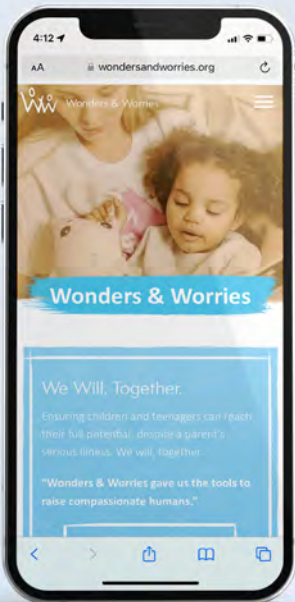 4:12
AA wondersandworries.org
Wonders & Worries
Wonders & Worries
We Will, Together.
Ensuring children and teenagers can reach
their full potential, despite a parent's
serious illness. We will, together.
"Wonders & Worries gave us the tools to
raise compassionate humans."